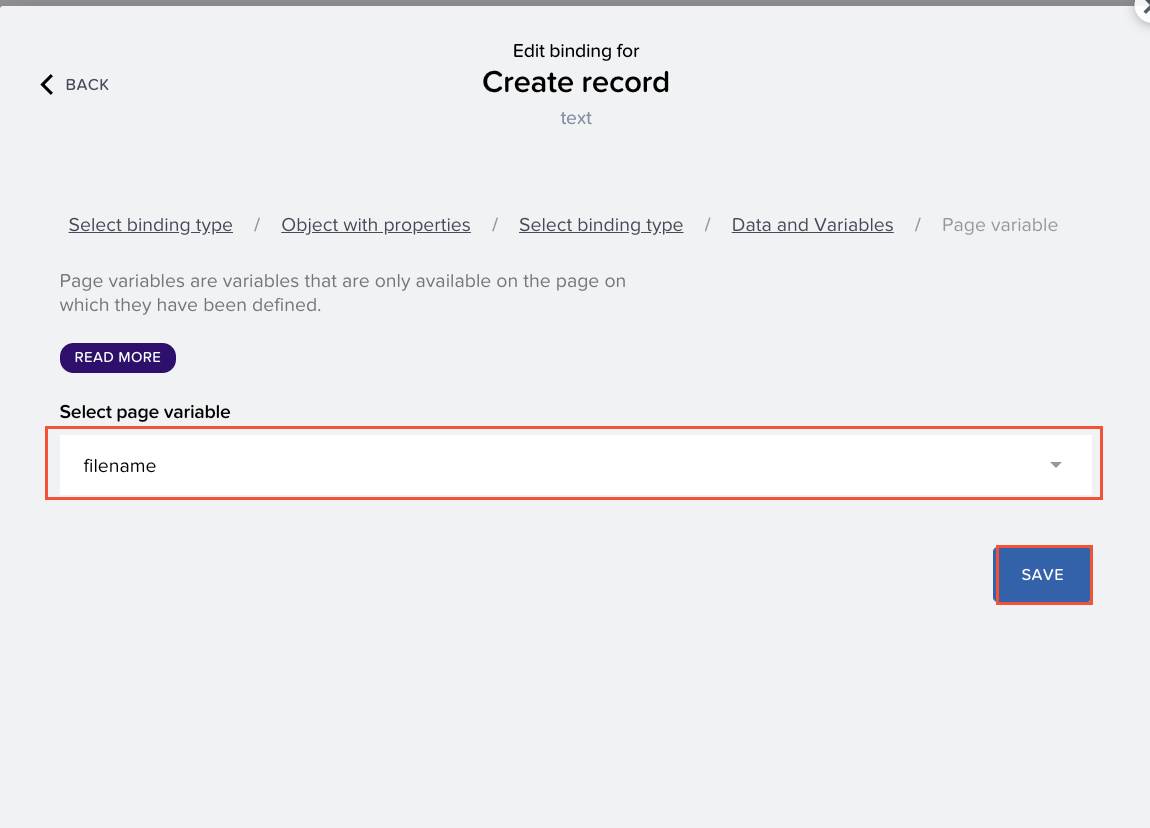 Edit binding for
BACK
Create record
text
Select binding type / Object with properties / Select binding type / Data and Variables / Page variable
Page variables are variables that are only available on the page on
which they have been defined.
READ MORE
Select page variable
filename
SAVE